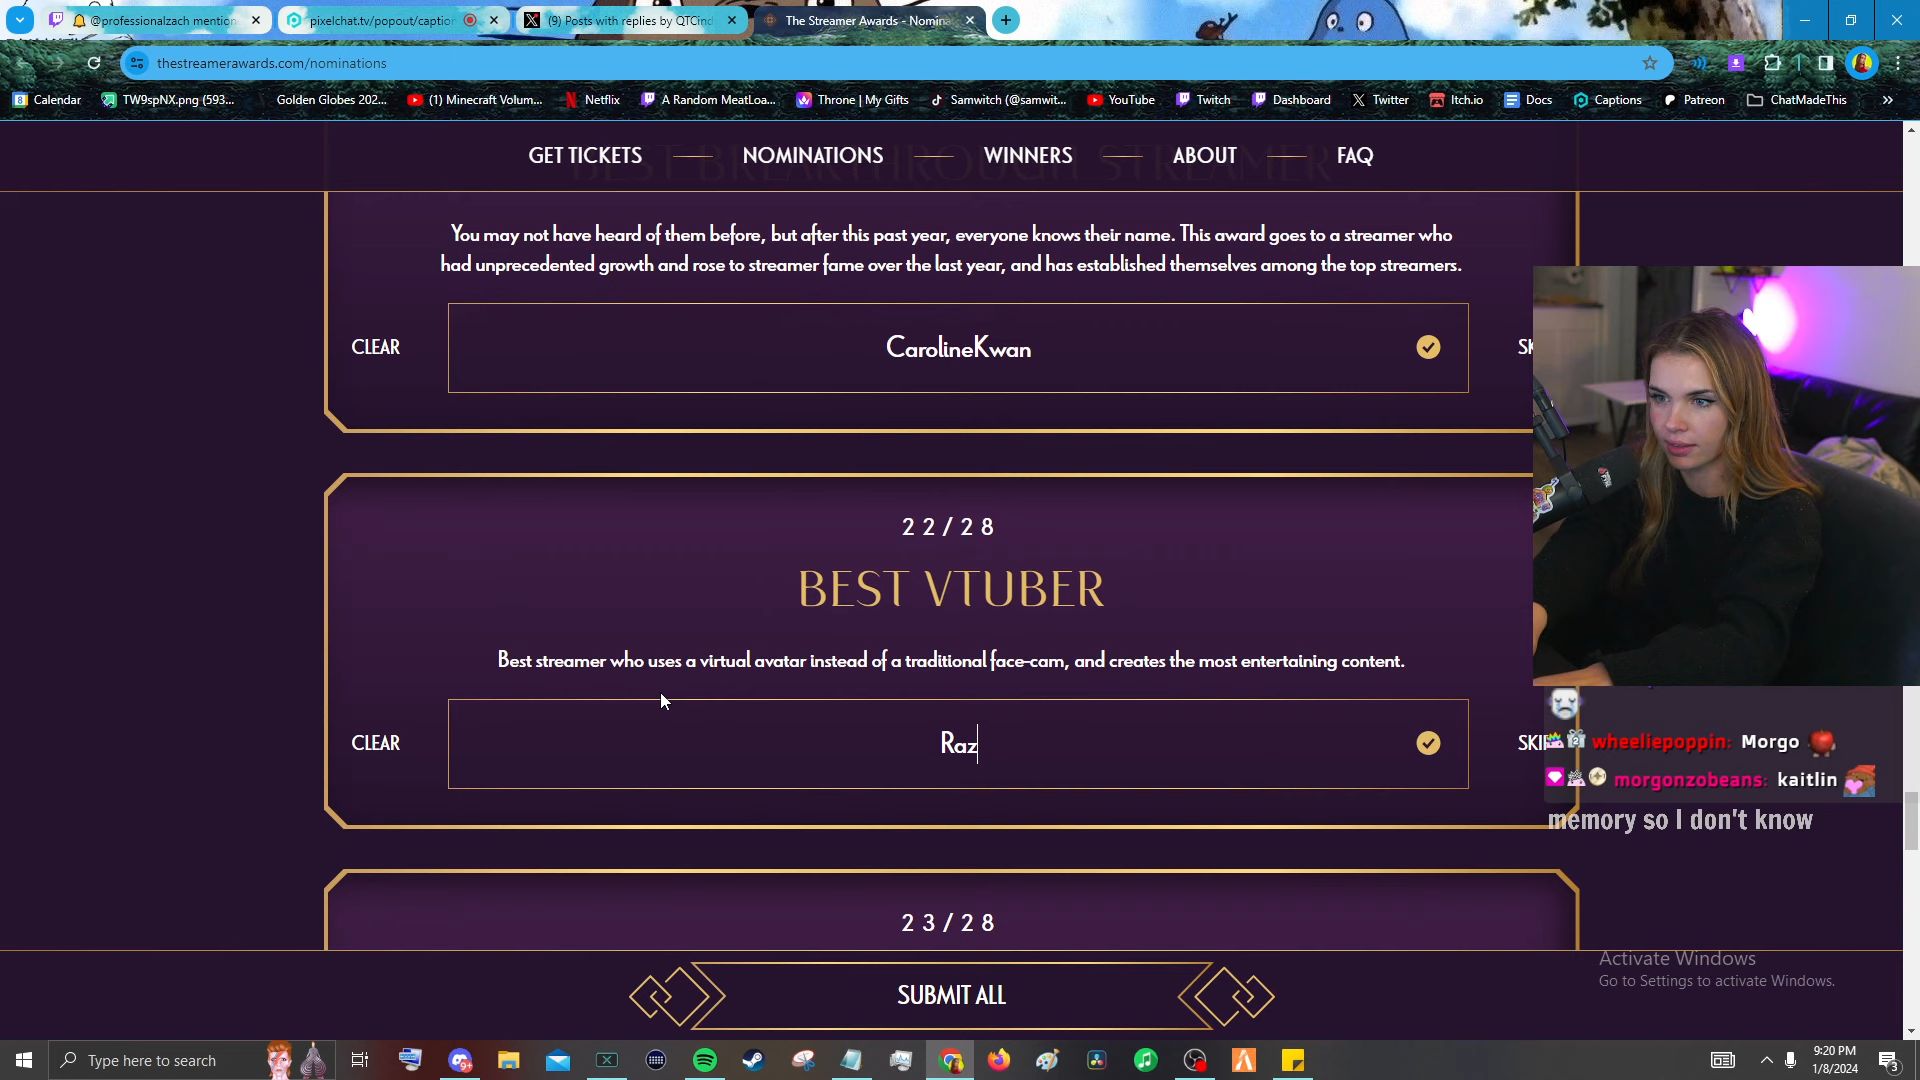 @professionalzach mention
pixelchat.tv/popout/caption
(9) Posts with replies by QTCind
The Streamer Awards - Nomina
thestreamerawards.com/nominations
Calendar
TW9spNX.png (593...
Golden Globes 202...
(1) Minecraft Volum...
Netflix
A Random MeatLoa...
Throne | My Gifts
Samwitch (@samwit...
YouTube
Twitch
Dashboard
Twitter
Itch.io
Docs
Captions
Patreon
ChatMadeThis
GET TICKETS
NOMINATIONS
WINNERS
ABOUT
FAQ
BEST BREAKTHROUGH STREAMER
You may not have heard of them before, but after this past year, everyone knows their name. This award goes to a streamer who
had unprecedented growth and rose to streamer fame over the last year, and has established themselves among the top streamers.
CLEAR
CarolineKwan
SK
22/28
BEST VTUBER
Best streamer who uses a virtual avatar instead of a traditional face-cam, and creates the most entertaining content.
CLEAR
Raz
SKIP
wheeliepoppin: Morgo
morgonzobeans: kaitlin
memory so I don't know
23/28
Activate Windows
Go to Settings to activate Windows.
SUBMIT ALL
Type here to search
9+
9:20 PM
1/8/2024
3